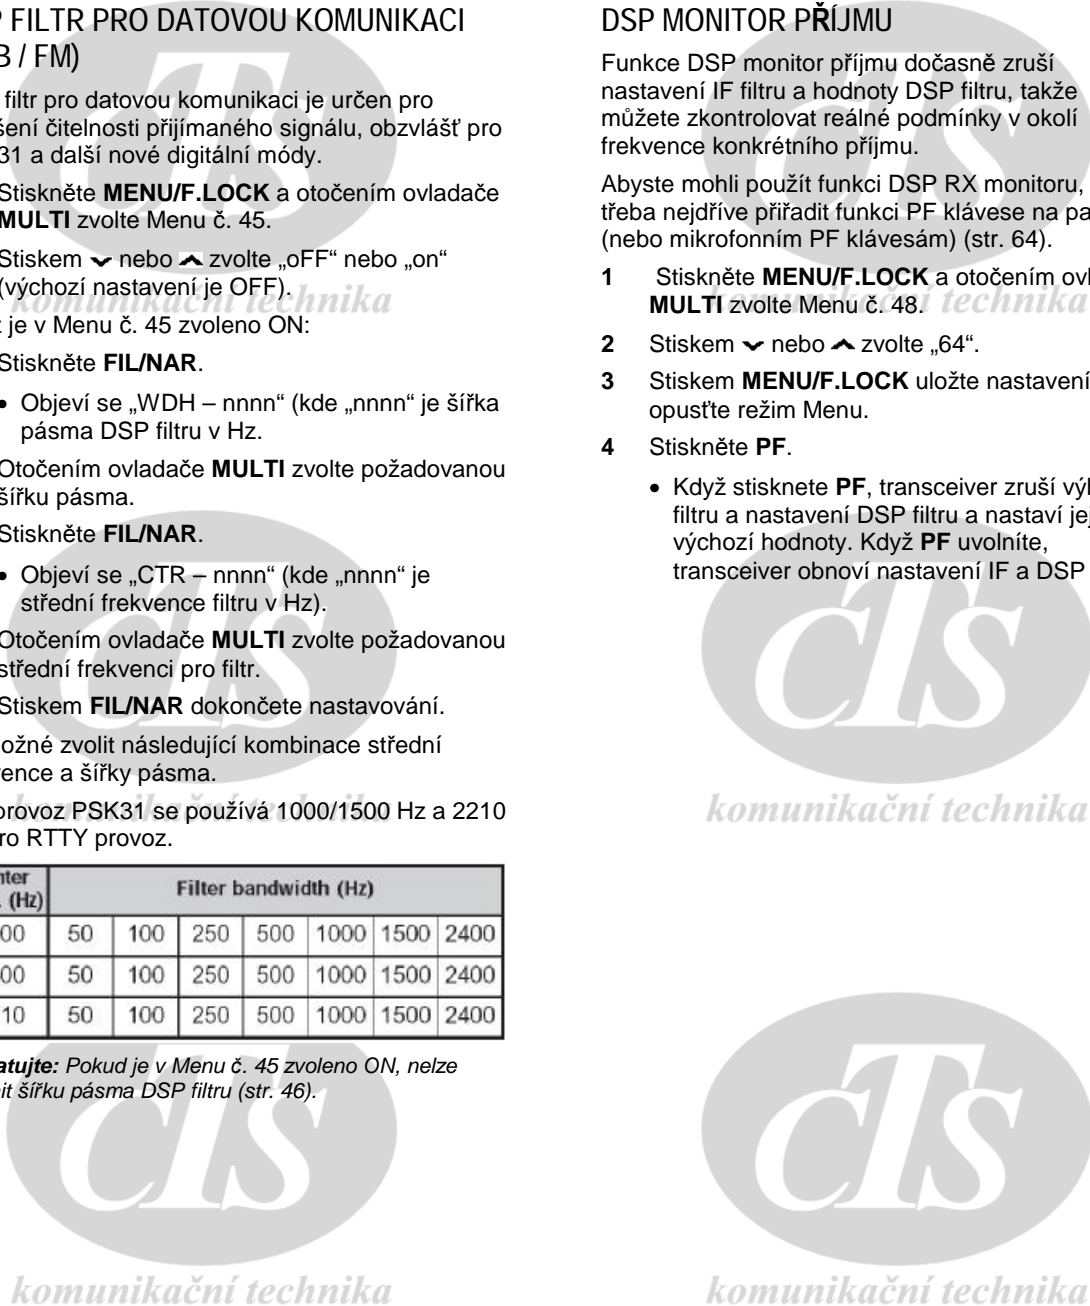 P FILTR PRO DATOVOU KOMUNIKACI
B / FM)
filtr pro datovou komunikaci je určen pro
šení čitelnosti přijímaného signálu, obzvlášť pro
31 a další nové digitální módy.
Stiskněte MENU/F.LOCK a otočením ovladače
MULTI zvolte Menu č. 45.
Stiskem nebo zvolte „oFF“ nebo „on“
(výchozí nastavení je OFF).
t je v Menu č. 45 zvoleno ON:
Stiskněte FIL/NAR.
• Objeví se „WDH – nnnn“ (kde „nnnn“ je šířka
pásma DSP filtru v Hz.
Otočením ovladače MULTI zvolte požadovanou
šířku pásma.
Stiskněte FIL/NAR.
• Objeví se „CTR – nnnn“ (kde „nnnn“ je
střední frekvence filtru v Hz).
Otočením ovladače MULTI zvolte požadovanou
střední frekvenci pro filtr.
Stiskem FIL/NAR dokončete nastavování.
ožné zvolit následující kombinace střední
vence a šířky pásma.
provoz PSK31 se používá 1000/1500 Hz a 2210
ro RTTY provoz.
nter . (Hz) Filter bandwidth (Hz)
00 50 100 250 500 1000 1500 2400
00 50 100 250 500 1000 1500 2400
10 50 100 250 500 1000 1500 2400
atujte: Pokud je v Menu č. 45 zvoleno ON, nelze
it šířku pásma DSP filtru (str. 46).
DSP MONITOR PŘÍJMU
Funkce DSP monitor příjmu dočasně zruší
nastavení IF filtru a hodnoty DSP filtru, takže
můžete zkontrolovat reálné podmínky v okolí
frekvence konkrétního příjmu.
Abyste mohli použít funkci DSP RX monitoru,
třeba nejdříve přiřadit funkci PF klávese na pa
(nebo mikrofonním PF klávesám) (str. 64).
1 Stiskněte MENU/F.LOCK a otočením ovl
MULTI zvolte Menu č. 48.
2 Stiskem nebo zvolte „64“.
3 Stiskem MENU/F.LOCK uložte nastavení
opusťte režim Menu.
4 Stiskněte PF.
• Když stisknete PF, transceiver zruší výl
filtru a nastavení DSP filtru a nastaví jej
výchozí hodnoty. Když PF uvolníte,
transceiver obnoví nastavení IF a DSP
CTS
komunikační technika
CTS
komunikační technika
CTS
komunikační technika
CTS
komunikační technika
CTS
komunikační technika
CTS
komunikační technika